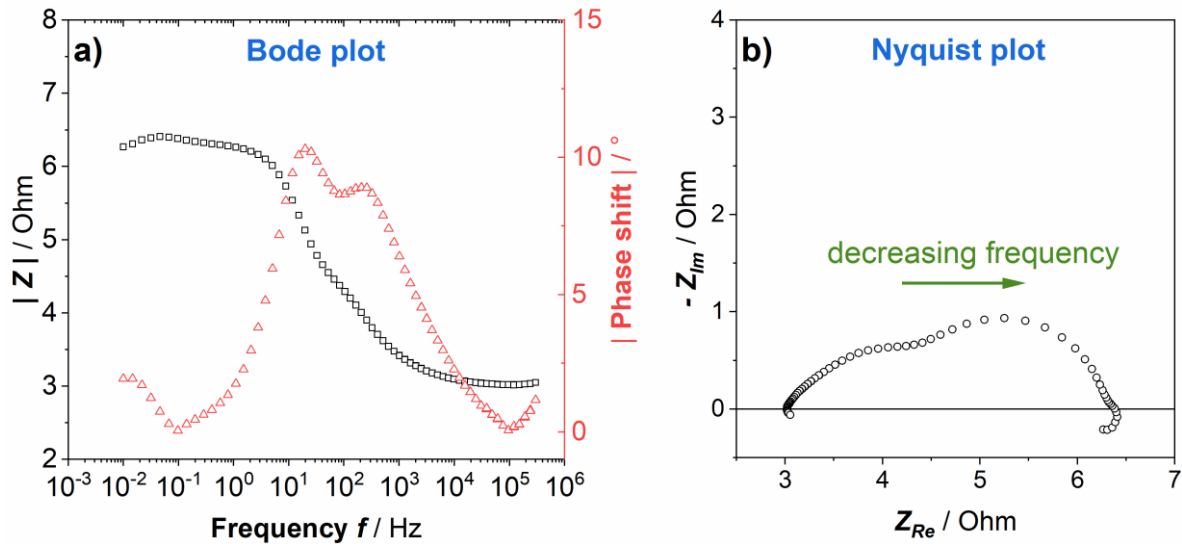 a)
Bode plot
8
7
6
5
4
3
2
| Z | / Ohm
15
10
5
0
| Phase shift | / °
10⁻³ 10⁻² 10⁻¹ 10⁰ 10¹ 10² 10³ 10⁴ 10⁵ 10⁶
Frequency f / Hz
b)
Nyquist plot
4
3
2
1
0
- Z_Im / Ohm
decreasing frequency
3 4 5 6 7
Z_Re / Ohm